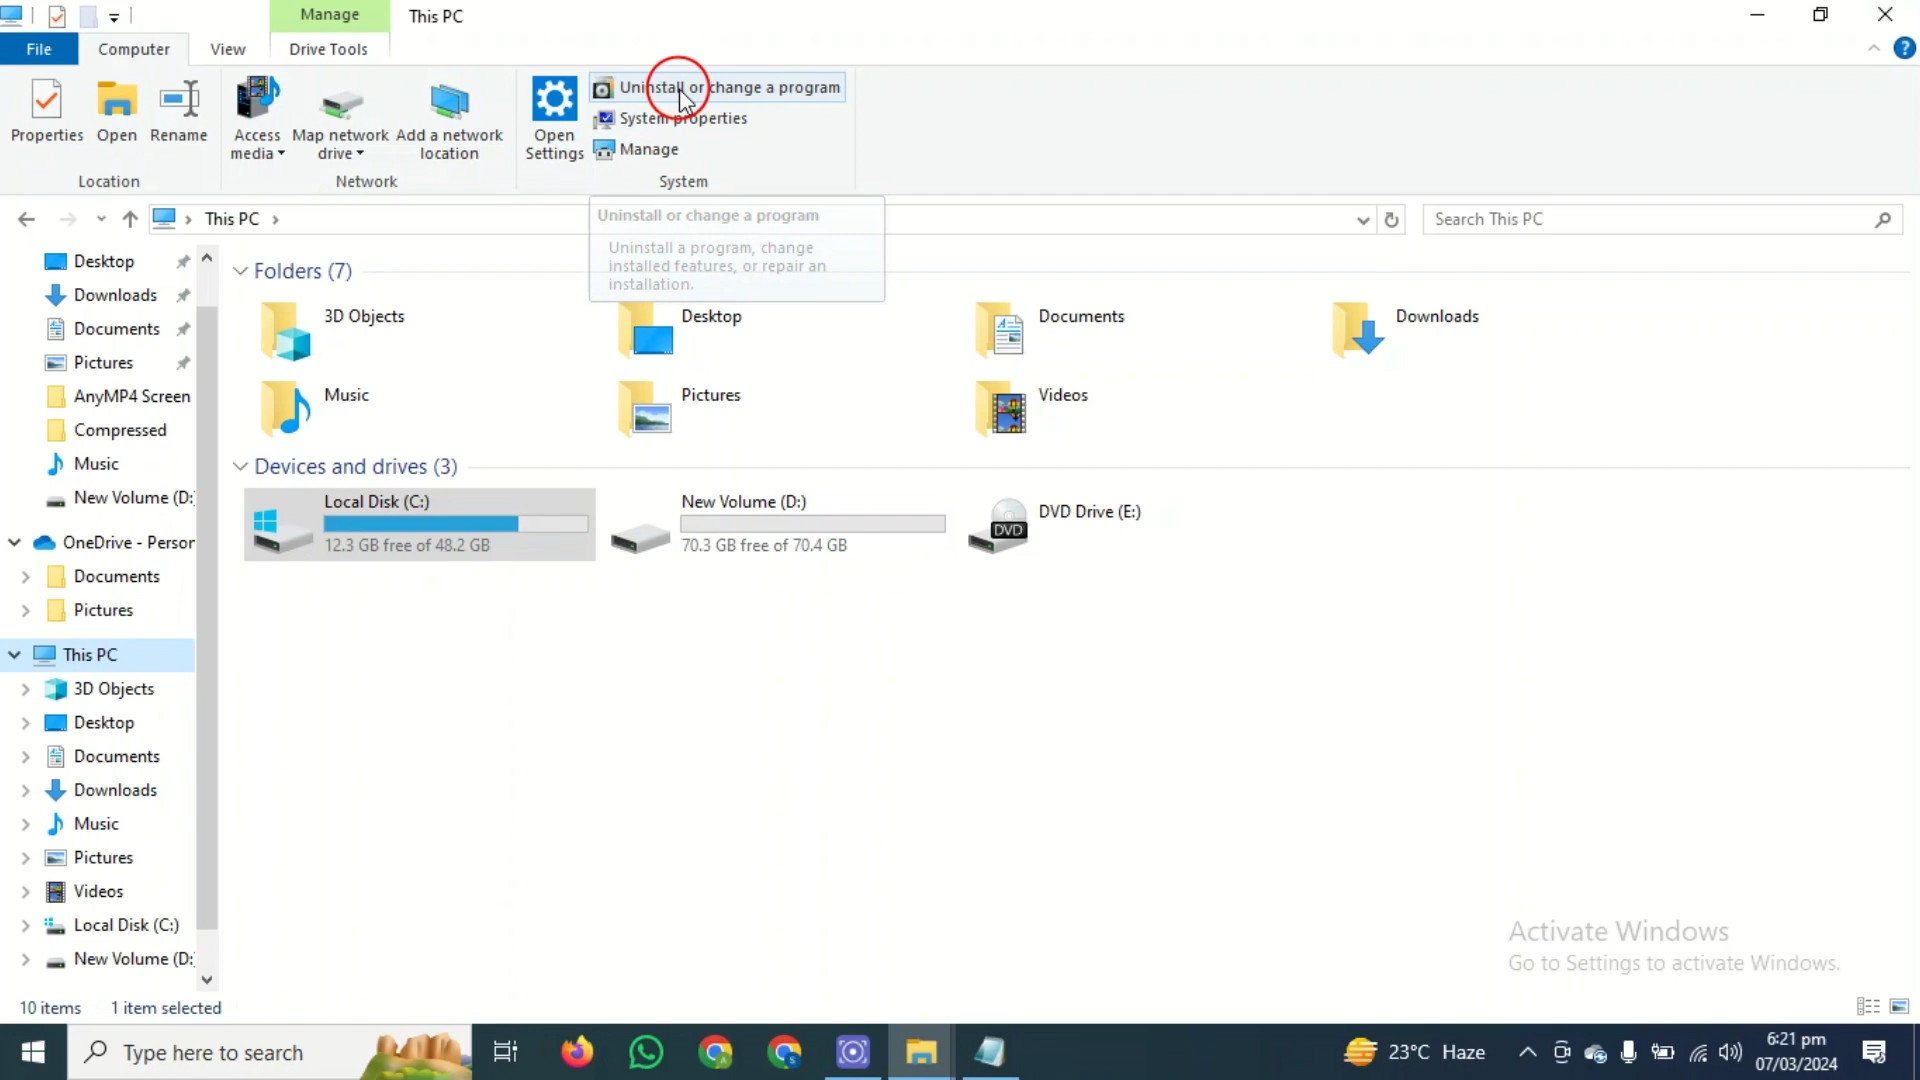 Manage
This PC
File
Computer
View
Drive Tools
Properties
Open
Rename
Access media
Map network drive
Add a network location
Open Settings
Uninstall or change a program
System properties
Manage
Location
Network
System
This PC
Search This PC
Uninstall or change a program
Uninstall a program, change
installed features, or repair an
installation.
Desktop
Downloads
Documents
Pictures
AnyMP4 Screen
Compressed
Music
New Volume (D:
OneDrive - Person
Documents
Pictures
This PC
3D Objects
Desktop
Documents
Downloads
Music
Pictures
Videos
Local Disk (C:)
New Volume (D:
Folders (7)
3D Objects
Desktop
Documents
Downloads
Music
Pictures
Videos
Devices and drives (3)
Local Disk (C:)
12.3 GB free of 48.2 GB
New Volume (D:)
70.3 GB free of 70.4 GB
DVD Drive (E:)
DVD
Activate Windows
Go to Settings to activate Windows.
10 items
1 item selected
Type here to search
23°C Haze
6:21 pm
07/03/2024